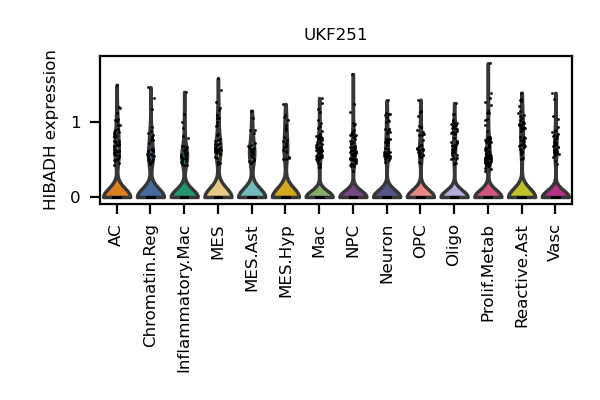 UKF251
HIBADH expression
1
0
AC
Chromatin.Reg
Inflammatory.Mac
MES
MES.Ast
MES.Hyp
Mac
NPC
Neuron
OPC
Oligo
Prolif.Metab
Reactive.Ast
Vasc